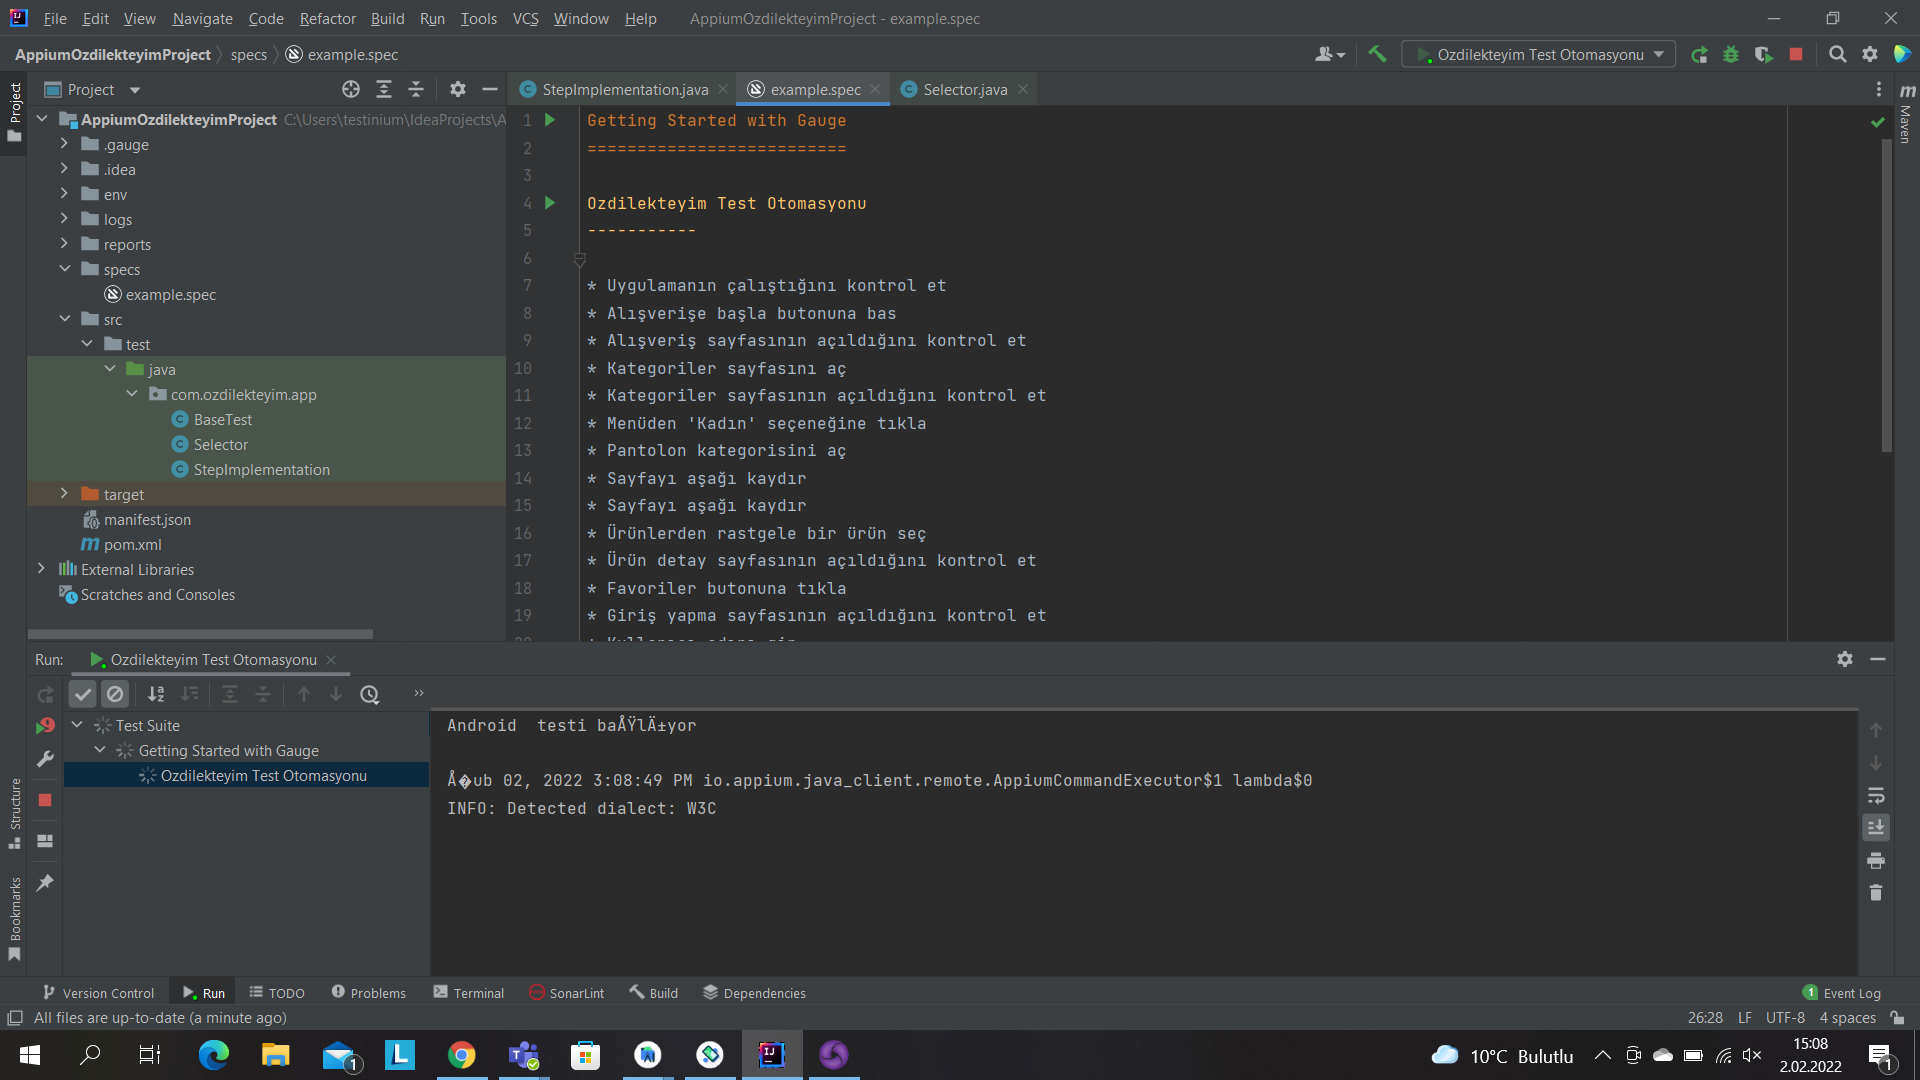 File Edit View Navigate Code Refactor Build Run Tools VCS Window Help AppiumOzdilekteyimProject - example.spec
AppiumOzdilekteyimProject specs example.spec Ozdilekteyim Test Otomasyonu
Project
Project
AppiumOzdilekteyimProject C:\Users\testinium\IdeaProjects\A
.gauge
.idea
env
logs
reports
specs
example.spec
src
test
java
com.ozdilekteyim.app
BaseTest
Selector
StepImplementation
target
manifest.json
pom.xml
External Libraries
Scratches and Consoles
StepImplementation.java example.spec Selector.java
Maven
1 Getting Started with Gauge
2 ==========================
3
4 Ozdilekteyim Test Otomasyonu
5 -----------
6
7 * Uygulamanın çalıştığını kontrol et
8 * Alışverişe başla butonuna bas
9 * Alışveriş sayfasının açıldığını kontrol et
10 * Kategoriler sayfasını aç
11 * Kategoriler sayfasının açıldığını kontrol et
12 * Menüden 'Kadın' seçeneğine tıkla
13 * Pantolon kategorisini aç
14 * Sayfayı aşağı kaydır
15 * Sayfayı aşağı kaydır
16 * Ürünlerden rastgele bir ürün seç
17 * Ürün detay sayfasının açıldığını kontrol et
18 * Favoriler butonuna tıkla
19 * Giriş yapma sayfasının açıldığını kontrol et
Run: Ozdilekteyim Test Otomasyonu
Test Suite
Getting Started with Gauge
Ozdilekteyim Test Otomasyonu
Android  testi baÅŸlÄ±yor
Å�ub 02, 2022 3:08:49 PM io.appium.java_client.remote.AppiumCommandExecutor$1 lambda$0
INFO: Detected dialect: W3C
Structure
Bookmarks
Version Control Run TODO Problems Terminal SonarLint Build Dependencies 1 Event Log
All files are up-to-date (a minute ago) 26:28 LF UTF-8 4 spaces
1 10°C Bulutlu 15:08
2.02.2022 1